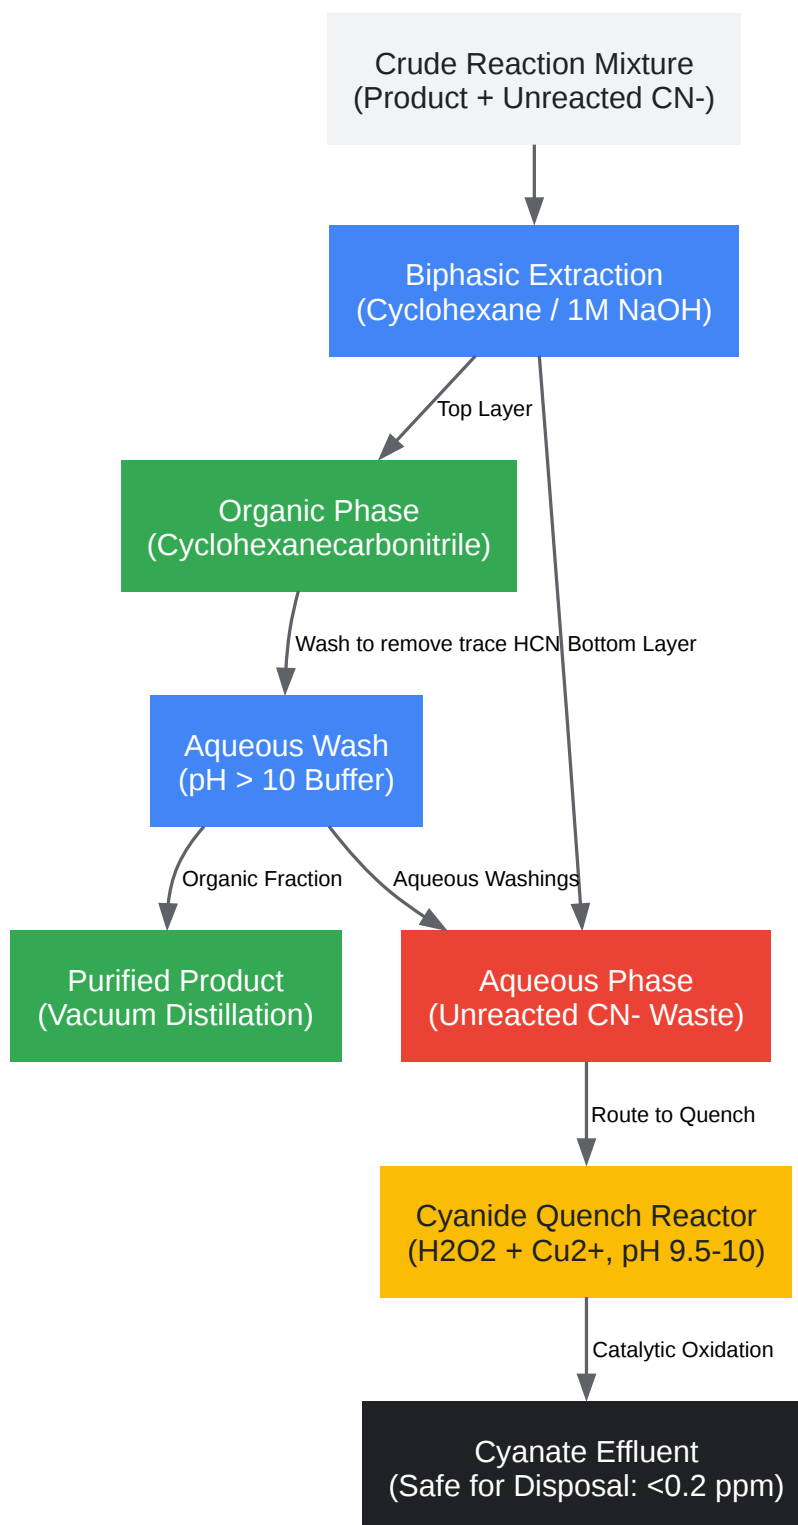 Crude Reaction Mixture
(Product + Unreacted CN-)
Biphasic Extraction
(Cyclohexane / 1M NaOH)
Top Layer
Organic Phase
(Cyclohexanecarbonitrile)
Wash to remove trace HCN
Bottom Layer
Aqueous Wash
(pH > 10 Buffer)
Organic Fraction
Aqueous Washings
Purified Product
(Vacuum Distillation)
Aqueous Phase
(Unreacted CN- Waste)
Route to Quench
Cyanide Quench Reactor
(H2O2 + Cu2+, pH 9.5-10)
Catalytic Oxidation
Cyanate Effluent
(Safe for Disposal: <0.2 ppm)